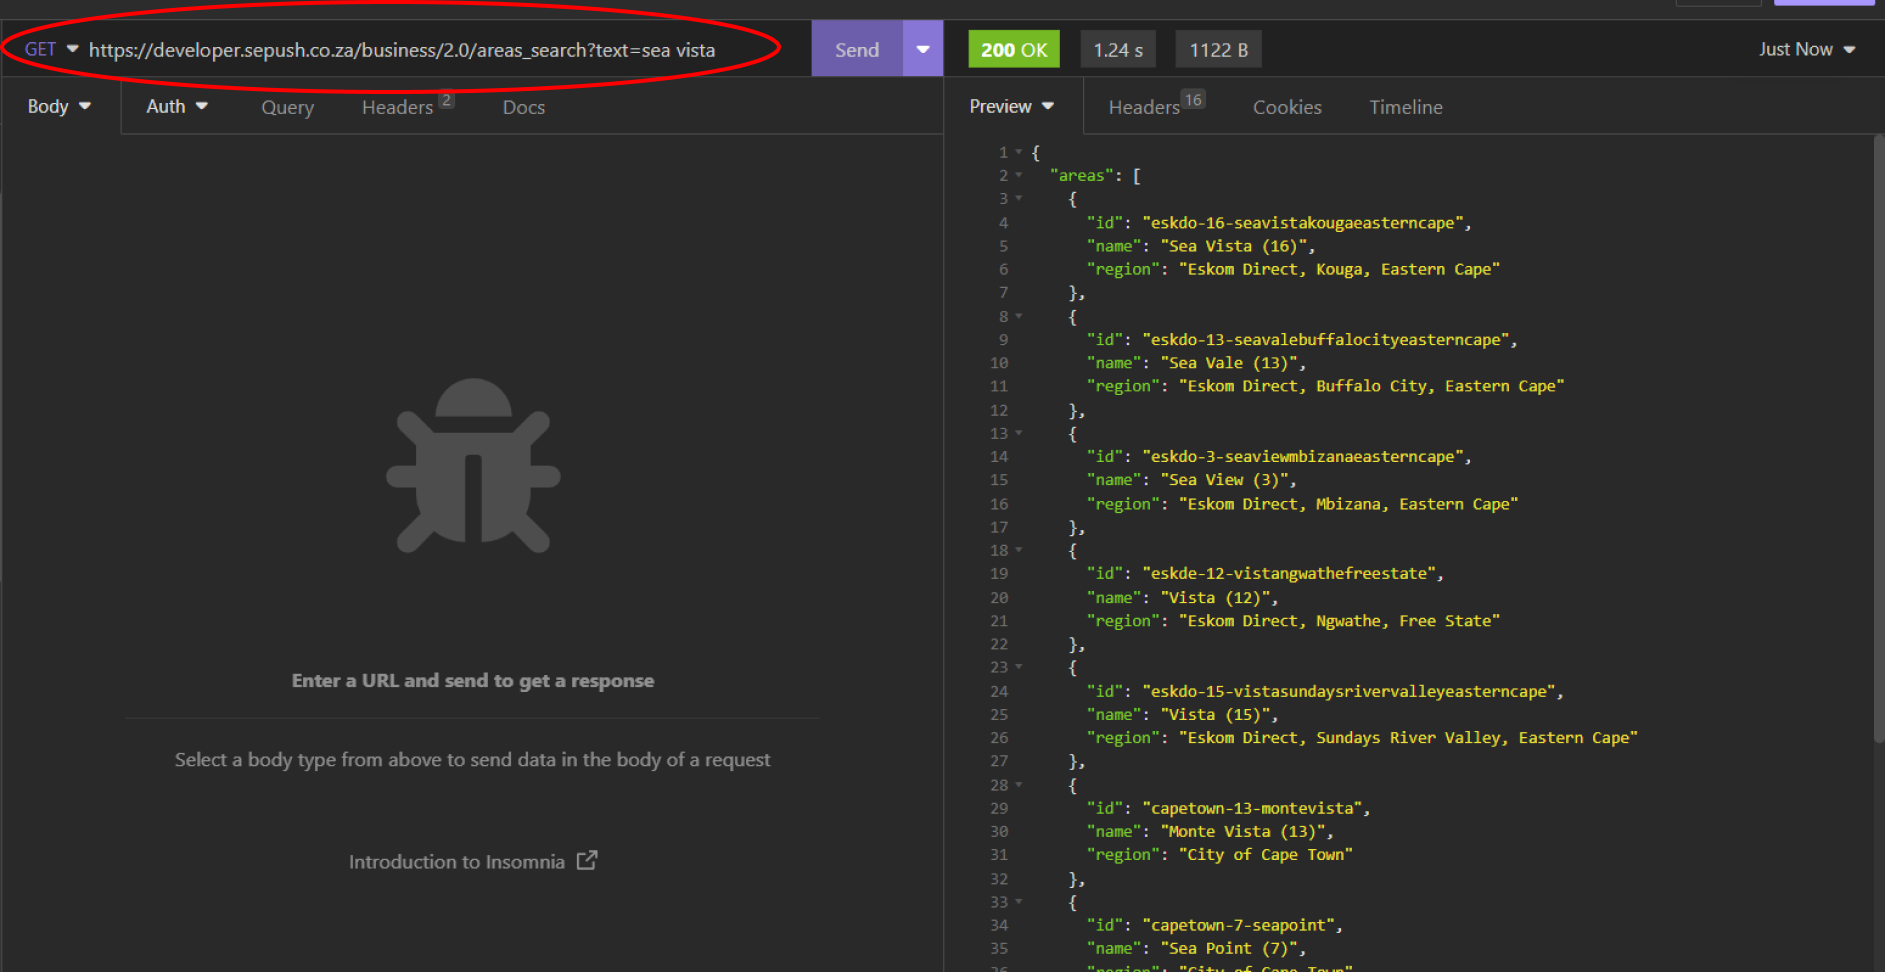 GET https://developer.sepush.co.za/business/2.0/areas_search?text=sea vista Send 200 OK 1.24 s 1122 B Just Now
Body Auth Query Headers 2 Docs
Preview Headers 16 Cookies Timeline
Enter a URL and send to get a response
Select a body type from above to send data in the body of a request
Introduction to Insomnia
1 {
2 "areas": [
3 {
4 "id": "eskdo-16-seavistakougaeasterncape",
5 "name": "Sea Vista (16)",
6 "region": "Eskom Direct, Kouga, Eastern Cape"
7 },
8 {
9 "id": "eskdo-13-seavalebuffalocityeasterncape",
10 "name": "Sea Vale (13)",
11 "region": "Eskom Direct, Buffalo City, Eastern Cape"
12 },
13 {
14 "id": "eskdo-3-seaviewmbizanaeasterncape",
15 "name": "Sea View (3)",
16 "region": "Eskom Direct, Mbizana, Eastern Cape"
17 },
18 {
19 "id": "eskde-12-vistangwathefreestate",
20 "name": "Vista (12)",
21 "region": "Eskom Direct, Ngwathe, Free State"
22 },
23 {
24 "id": "eskdo-15-vistasundaysrivervalleyeasterncape",
25 "name": "Vista (15)",
26 "region": "Eskom Direct, Sundays River Valley, Eastern Cape"
27 },
28 {
29 "id": "capetown-13-montevista",
30 "name": "Monte Vista (13)",
31 "region": "City of Cape Town"
32 },
33 {
34 "id": "capetown-7-seapoint",
35 "name": "Sea Point (7)",
36 "region": "City of Cape Town"